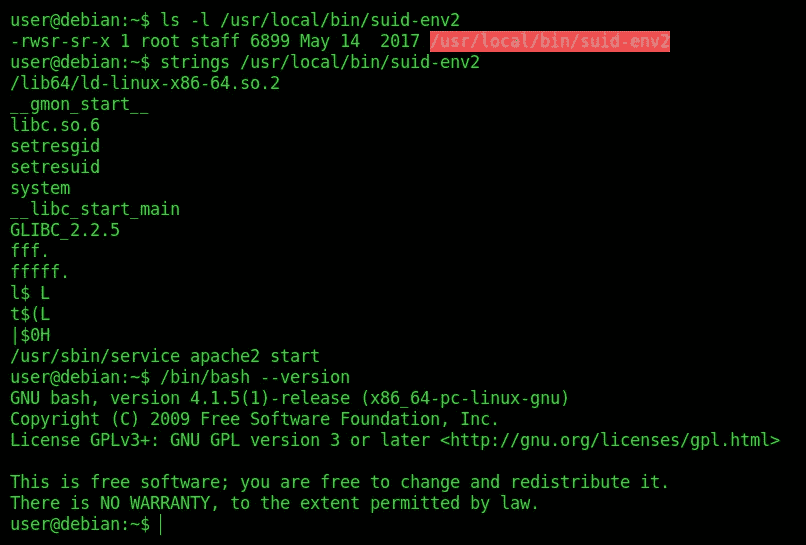 user@debian:~$ ls -l /usr/local/bin/suid-env2
-rwsr-sr-x 1 root staff 6899 May 14  2017 /usr/local/bin/suid-env2
user@debian:~$ strings /usr/local/bin/suid-env2
/lib64/ld-linux-x86-64.so.2
__gmon_start__
libc.so.6
setresgid
setresuid
system
__libc_start_main
GLIBC_2.2.5
fff.
fffff.
l$ L
t$(L
|$0H
/usr/sbin/service apache2 start
user@debian:~$ /bin/bash --version
GNU bash, version 4.1.5(1)-release (x86_64-pc-linux-gnu)
Copyright (C) 2009 Free Software Foundation, Inc.
License GPLv3+: GNU GPL version 3 or later <http://gnu.org/licenses/gpl.html>

This is free software; you are free to change and redistribute it.
There is NO WARRANTY, to the extent permitted by law.
user@debian:~$